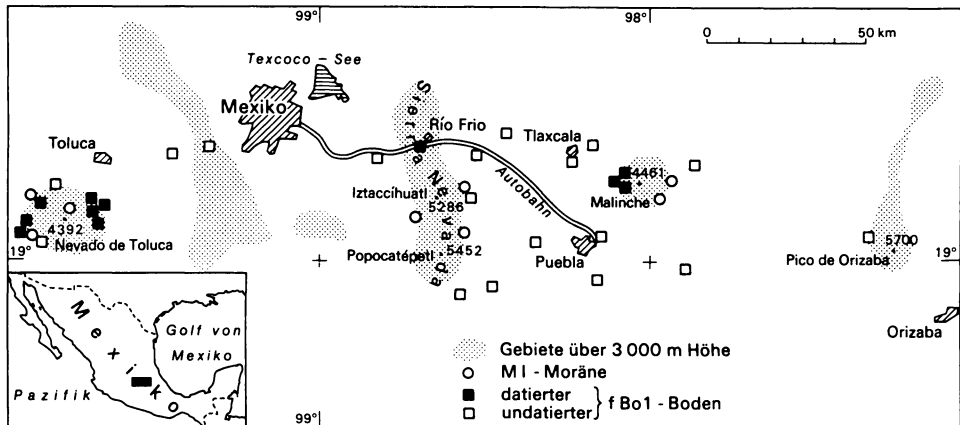 99°
98°
0 50 km
Texcoco - See
Mexiko
Sierra Nevada
Río Frio
Tlaxcala
Toluca
Autobahn
4461
Iztaccíhuatl
5286
Malinche
4392
Nevado de Toluca
5452
Popocatépetl
Puebla
5700
Pico de Orizaba
19°
19°
Orizaba
Mexiko
Golf von
Mexiko
Pazifik
Gebiete über 3 000 m Höhe
M I - Moräne
datierter
undatierter } f Bo1 - Boden
99°